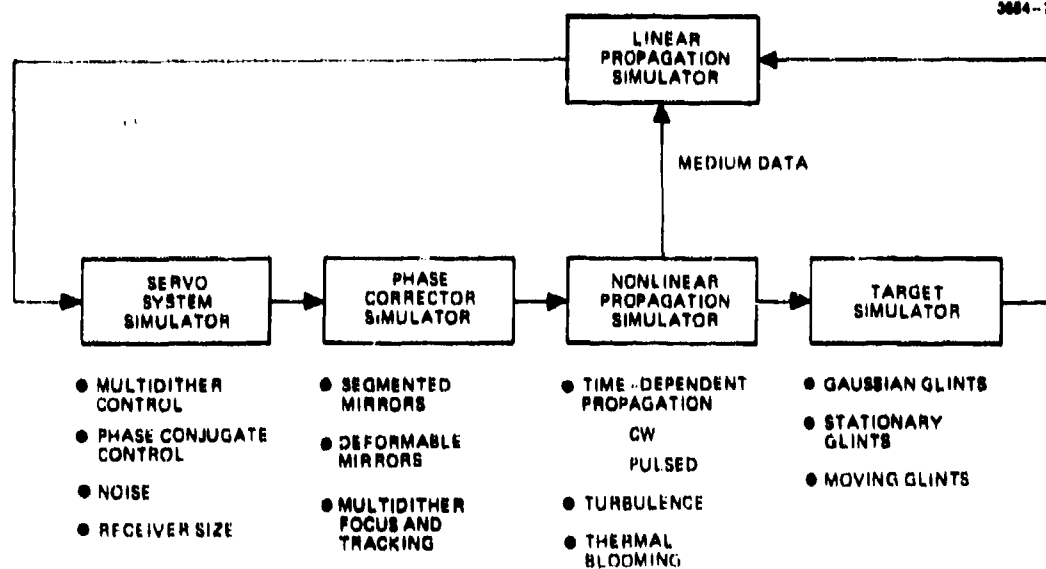 LINEAR
PROPAGATION
SIMULATOR
MEDIUM DATA
SERVO
SYSTEM
SIMULATOR
PHASE
CORRECTOR
SIMULATOR
NONLINEAR
PROPAGATION
SIMULATOR
TARGET
SIMULATOR
● MULTIDITHER
CONTROL
● PHASE CONJUGATE
CONTROL
● NOISE
● RECEIVER SIZE
● SEGMENTED
MIRRORS
● DEFORMABLE
MIRRORS
● MULTIDITHER
FOCUS AND
TRACKING
● TIME-DEPENDENT
PROPAGATION
CW
PULSED
● TURBULENCE
● THERMAL
BLOOMING
● GAUSSIAN GLINTS
● STATIONARY
GLINTS
● MOVING GLINTS